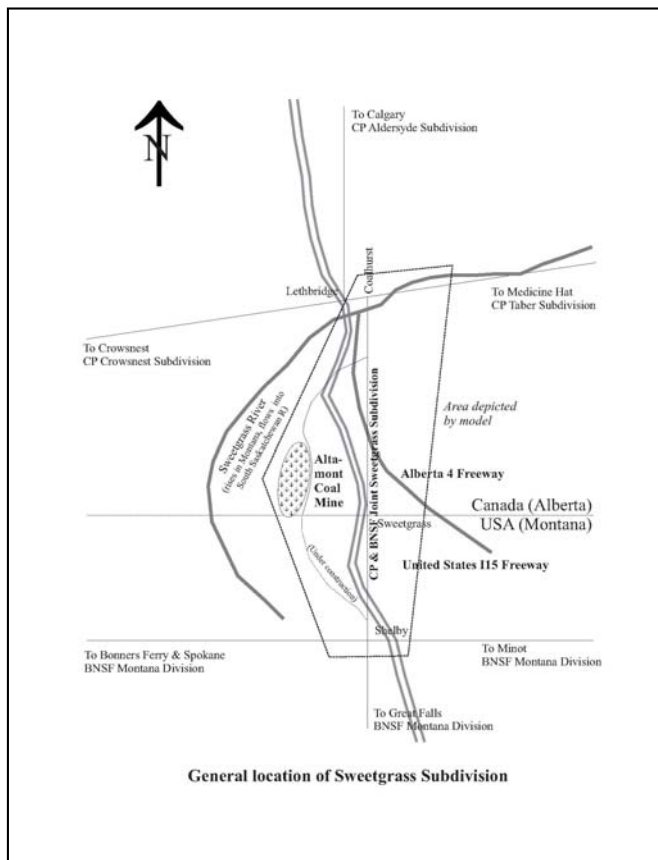 N
To Calgary
CP Aldersyde Subdivision
Coalhurst
Lethbridge
To Medicine Hat
CP Taber Subdivision
To Crowsnest
CP Crowsnest Subdivision
Sweetgrass River
(rises in Montana, flows into
South Saskatchewan R)
Area depicted
by model
CP & BNSF Joint Sweetgrass Subdivision
Alta-
mont
Coal
Mine
Alberta 4 Freeway
Canada (Alberta)
USA (Montana)
Sweetgrass
(Under construction)
United States I15 Freeway
Shelby
To Bonners Ferry & Spokane
BNSF Montana Division
To Minot
BNSF Montana Division
To Great Falls
BNSF Montana Division
General location of Sweetgrass Subdivision